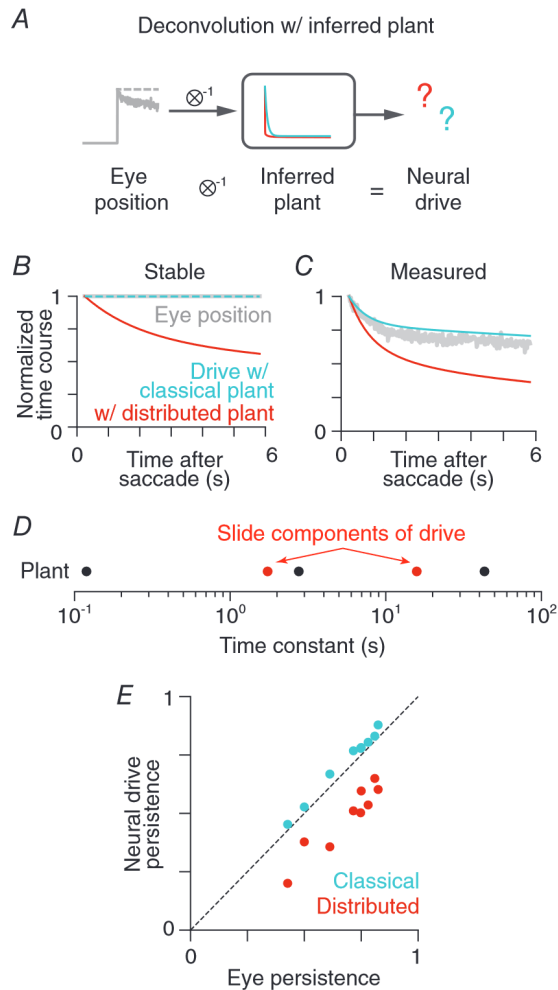 A
Deconvolution w/ inferred plant
⊗-1
?
?
Eye position
⊗-1
Inferred plant
=
Neural drive
B
Stable
Normalized time course
1
0
Eye position
Drive w/
classical plant
w/ distributed plant
0
6
Time after
saccade (s)
C
Measured
1
0
0
6
Time after
saccade (s)
D
Slide components of drive
Plant
10-1
100
101
102
Time constant (s)
E
Neural drive
persistence
1
0
Classical
Distributed
0
1
Eye persistence